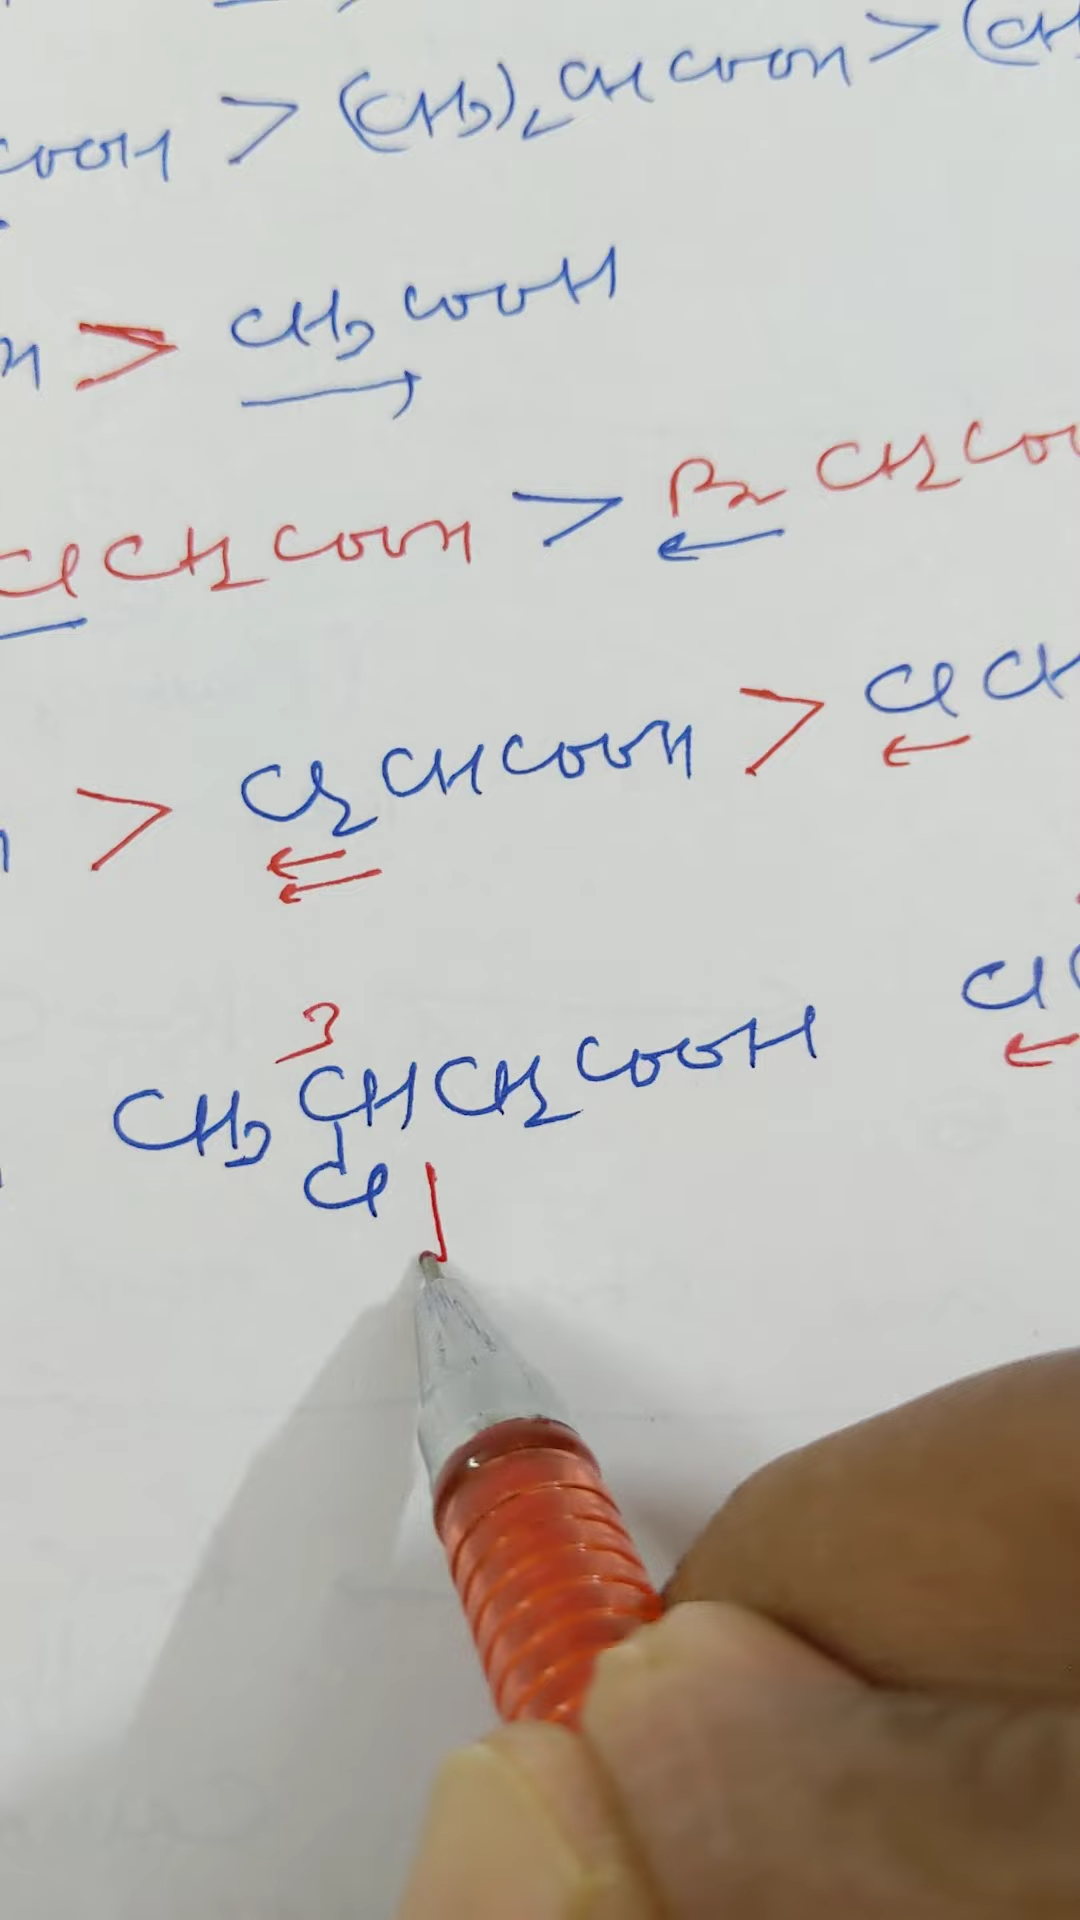 COOH > (CH3)2CHCOOH > (CH
H > CH3COOH
ClCH2COOH > BrCH2COO
> Cl2CHCOOH > ClCH
3
CH3CHCH2COOH Cl
Cl